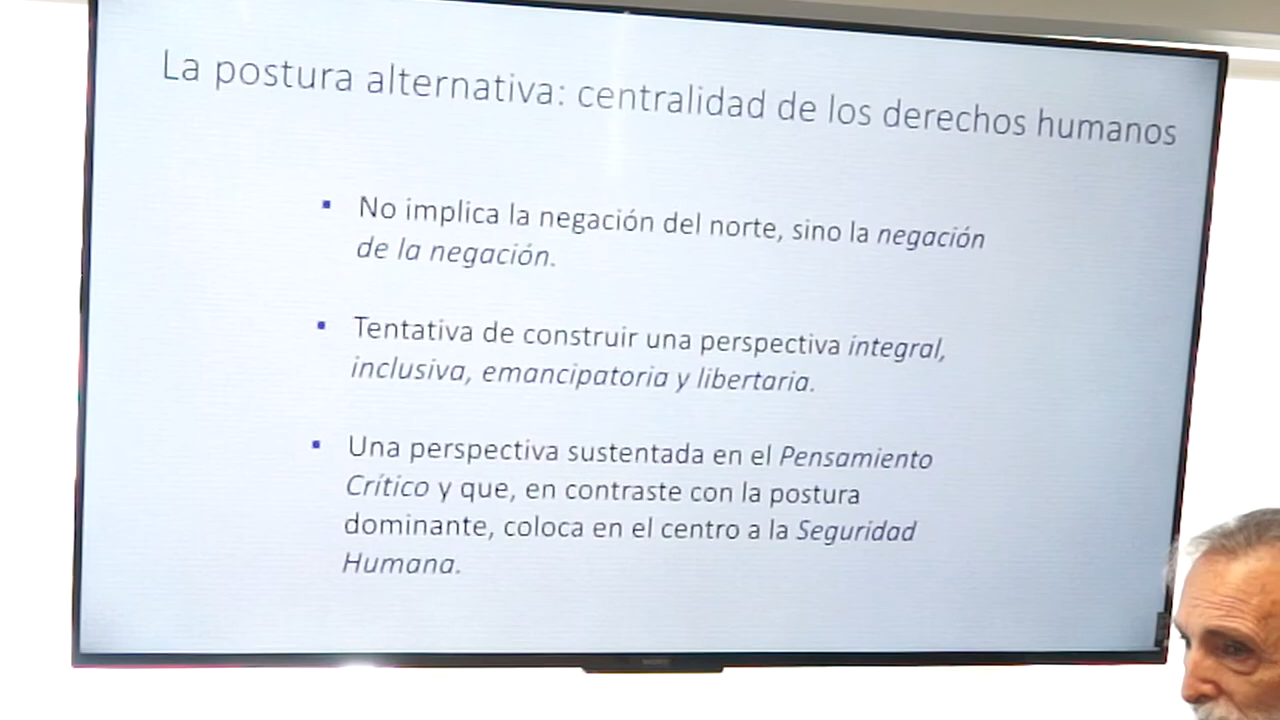 La postura alternativa: centralidad de los derechos humanos
▪ No implica la negación del norte, sino la negación
de la negación.
▪ Tentativa de construir una perspectiva integral,
inclusiva, emancipatoria y libertaria.
▪ Una perspectiva sustentada en el Pensamiento
Crítico y que, en contraste con la postura
dominante, coloca en el centro a la Seguridad
Humana.